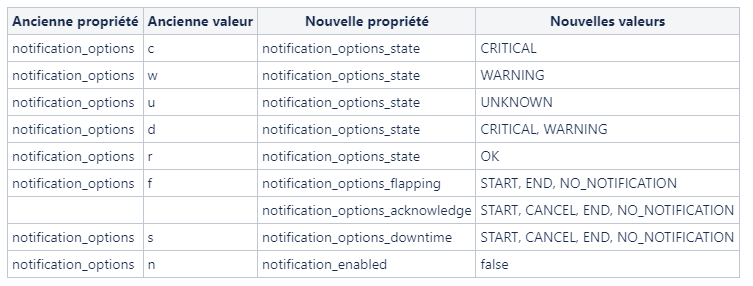 Ancienne propriété Ancienne valeur Nouvelle propriété Nouvelles valeurs
notification_options c notification_options_state CRITICAL
notification_options w notification_options_state WARNING
notification_options u notification_options_state UNKNOWN
notification_options d notification_options_state CRITICAL, WARNING
notification_options r notification_options_state OK
notification_options f notification_options_flapping START, END, NO_NOTIFICATION
notification_options_acknowledge START, CANCEL, END, NO_NOTIFICATION
notification_options s notification_options_downtime START, CANCEL, END, NO_NOTIFICATION
notification_options n notification_enabled false